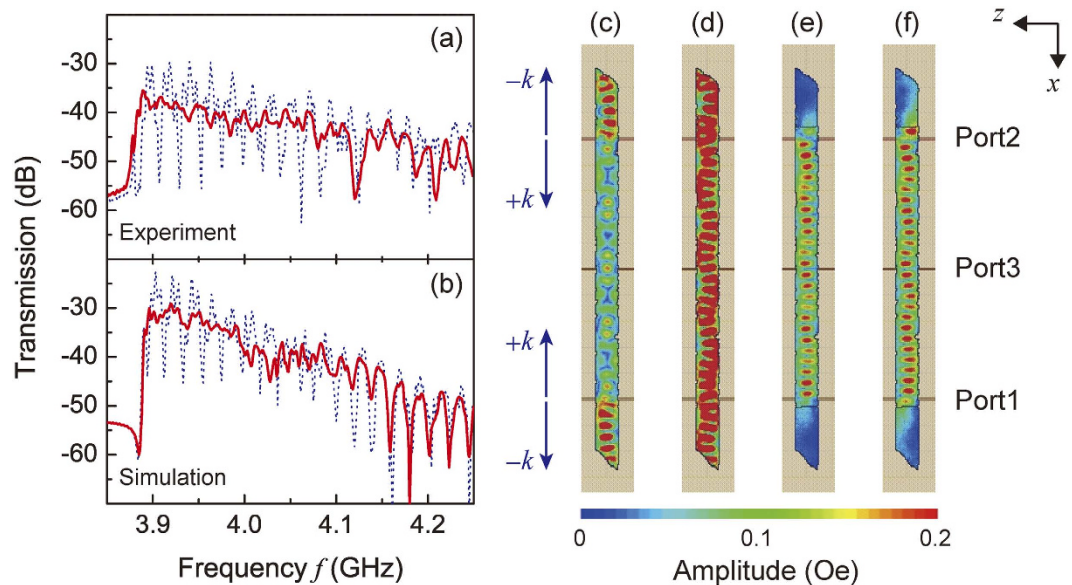 (a)
-30
-40
-50
-60
Experiment
(b)
-30
-40
-50
-60
Simulation
Transmission (dB)
3.9 4.0 4.1 4.2
Frequency f (GHz)
−k
+k
+k
−k
(c) (d) (e) (f)
z
x
Port2
Port3
Port1
0 0.1 0.2
Amplitude (Oe)